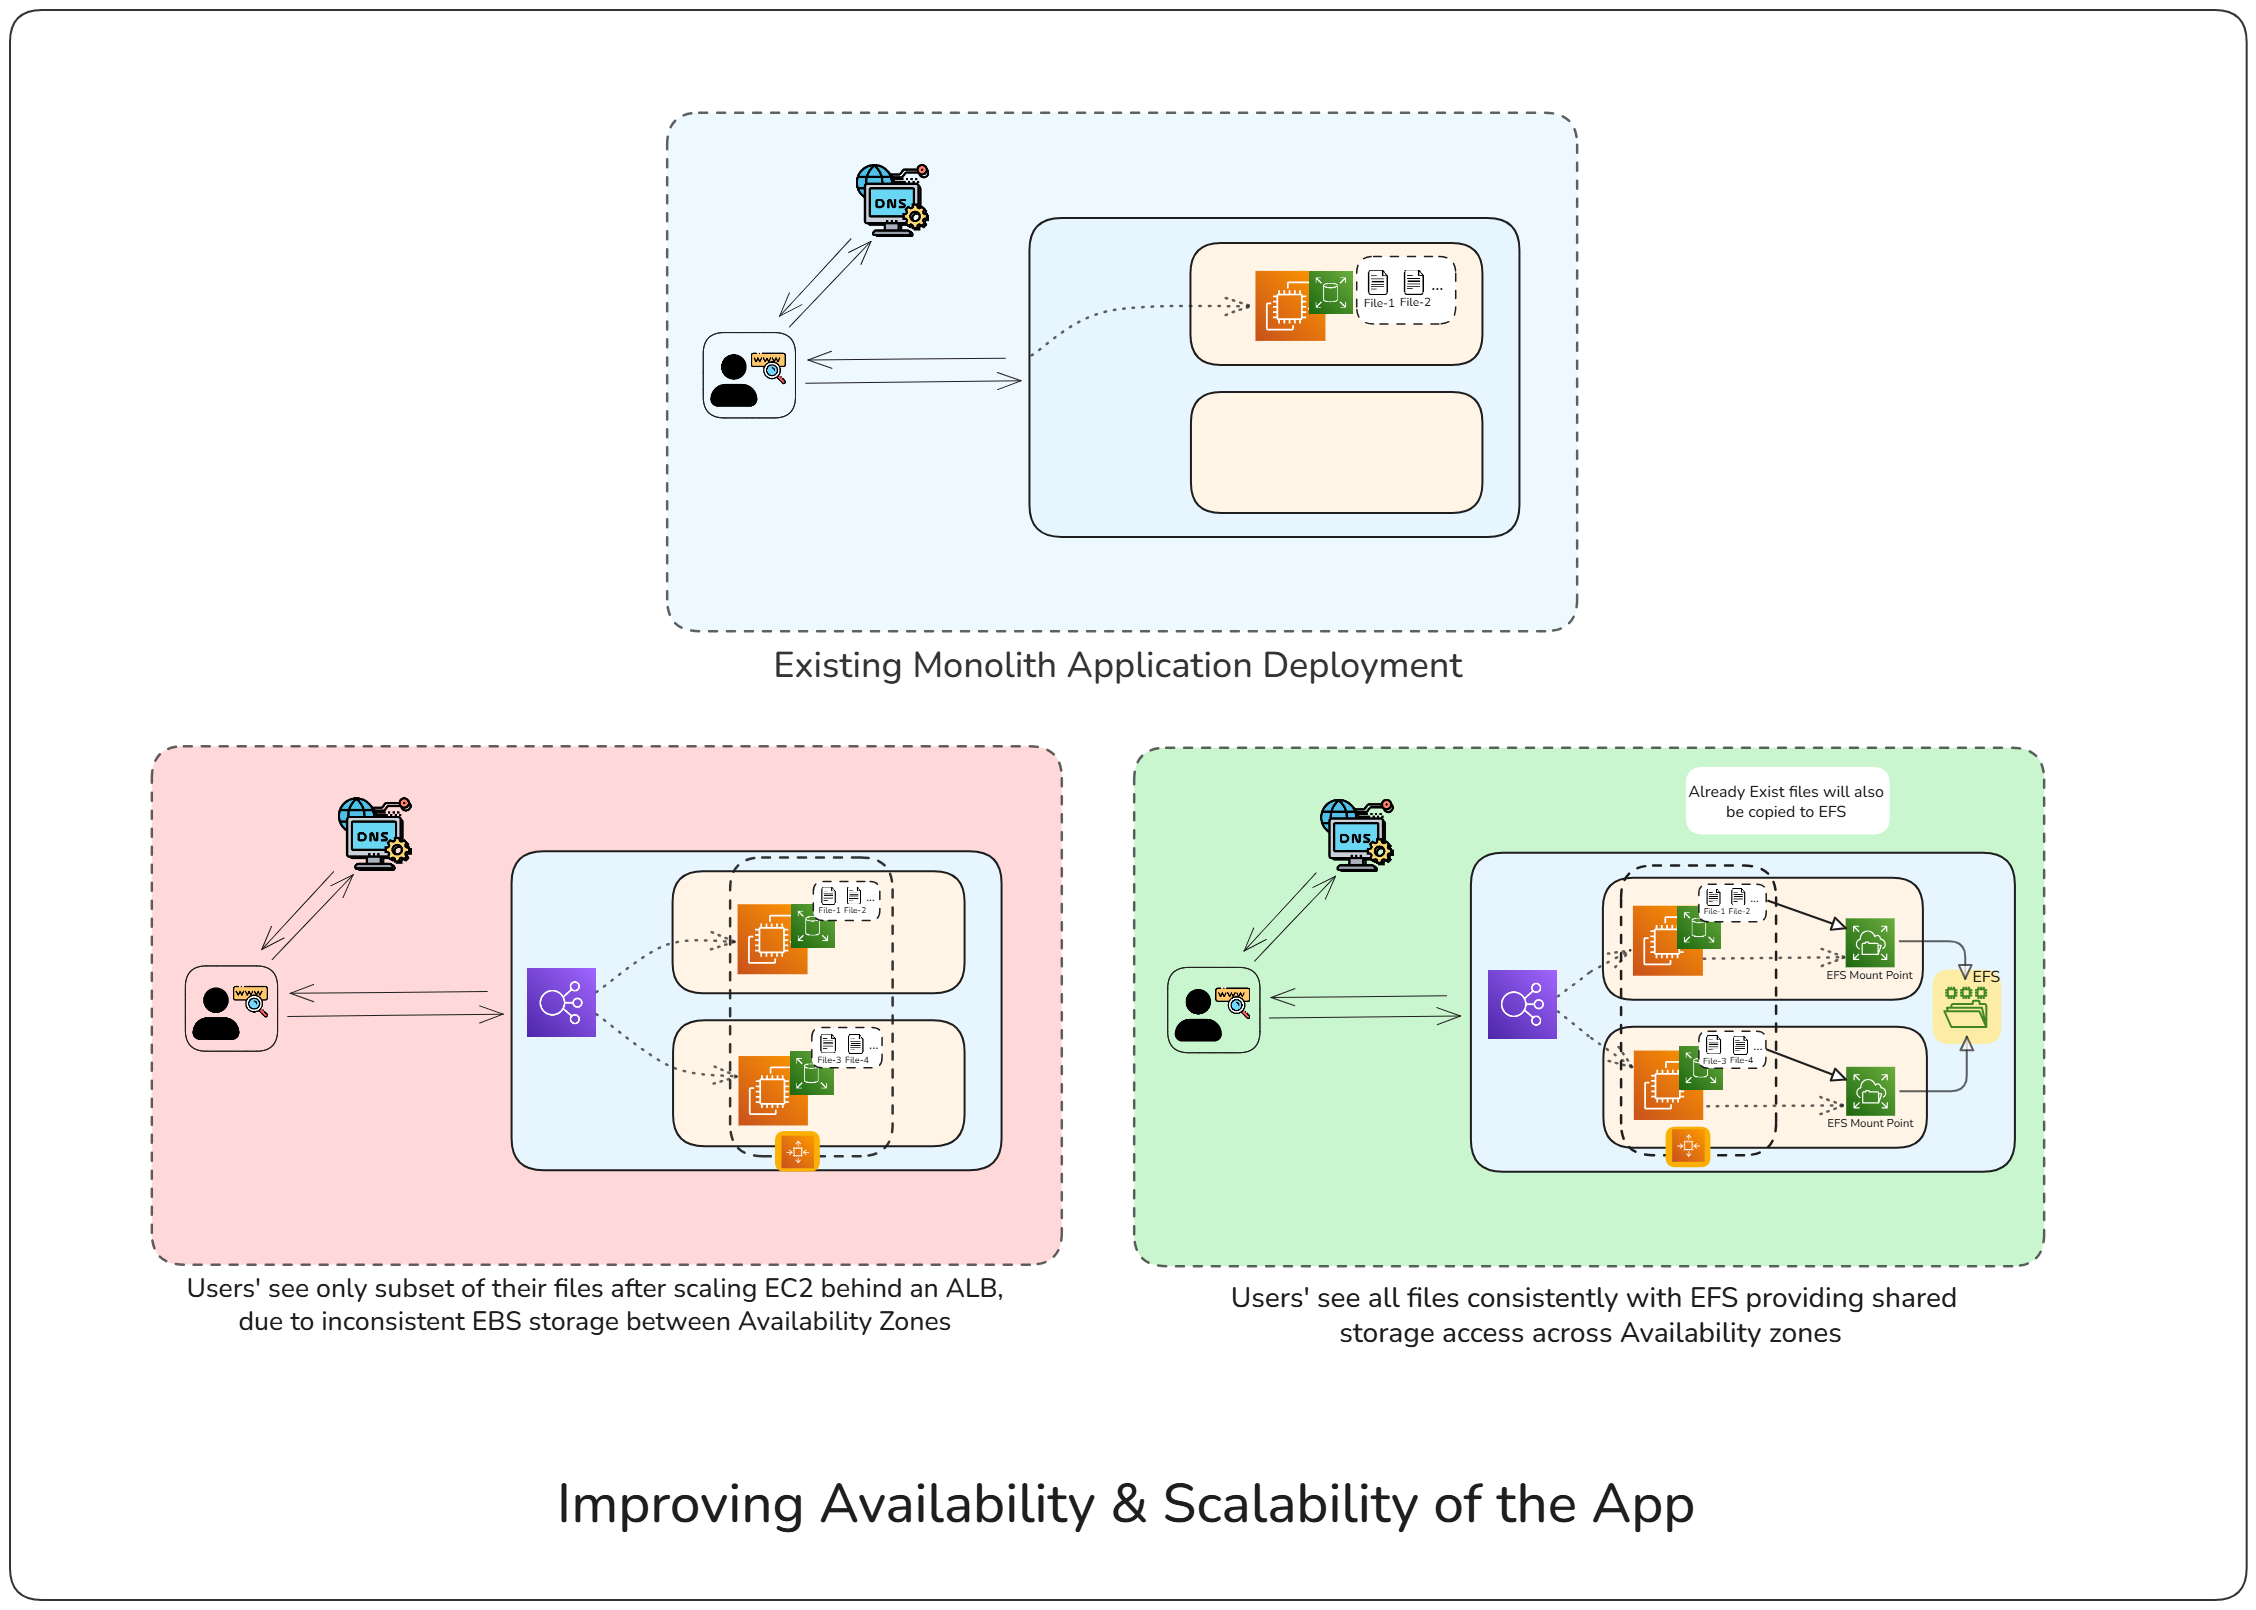 DNS
www
File-1 File-2 ...
Existing Monolith Application Deployment
DNS
www
File-1 File-2 ...
File-3 File-4 ...
Users' see only subset of their files after scaling EC2 behind an ALB,
due to inconsistent EBS storage between Availability Zones
Already Exist files will also
be copied to EFS
DNS
www
File-1 File-2 ...
EFS Mount Point
EFS
File-3 File-4 ...
EFS Mount Point
Users' see all files consistently with EFS providing shared
storage access across Availability zones
Improving Availability & Scalability of the App